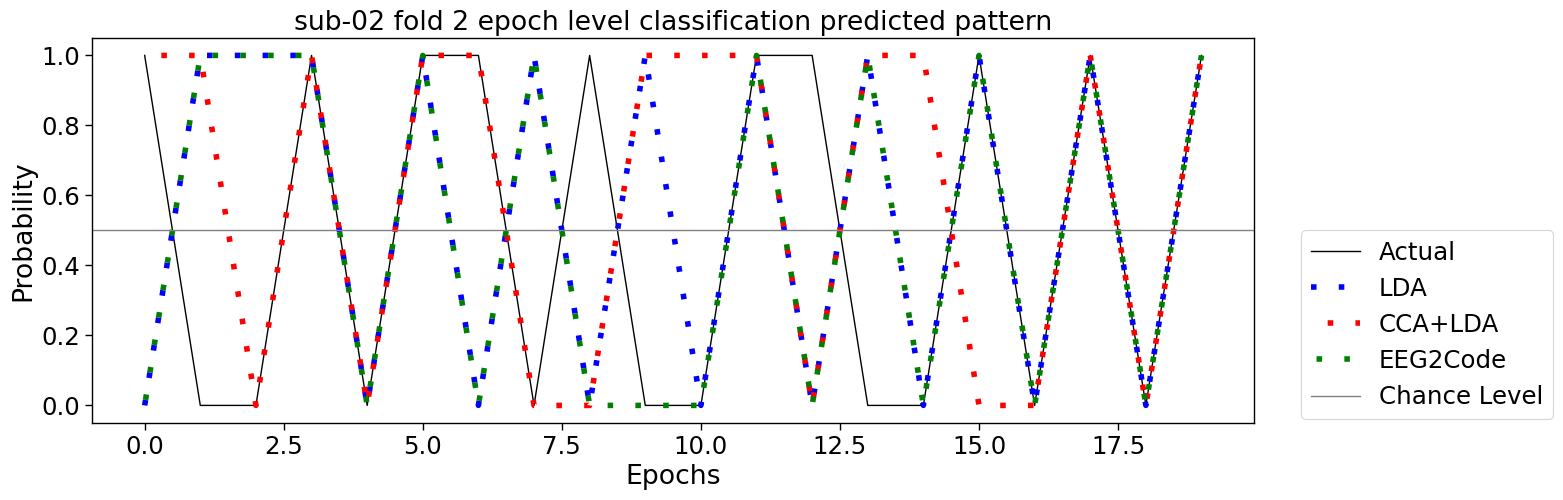 sub-02 fold 2 epoch level classification predicted pattern
Probability
1.0
0.8
0.6
0.4
0.2
0.0
0.0 2.5 5.0 7.5 10.0 12.5 15.0 17.5
Epochs
Actual
LDA
CCA+LDA
EEG2Code
Chance Level